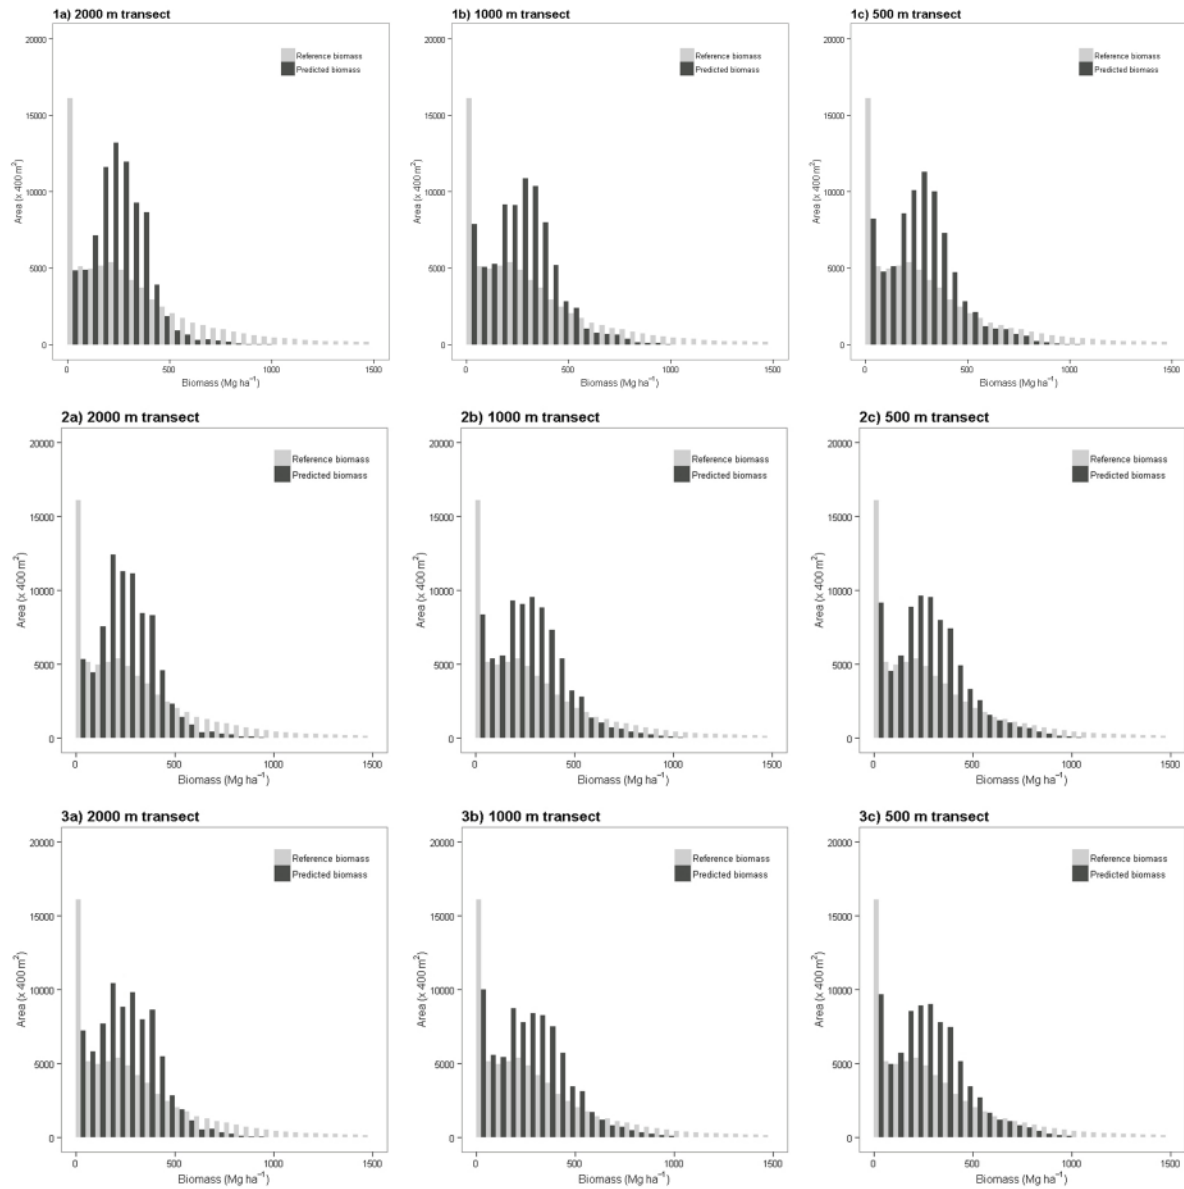 1a) 2000 m transect
20000
15000
10000
5000
0
Area (x 400 m²)
Reference biomass
Predicted biomass
0 500 1000 1500
Biomass (Mg ha⁻¹)
1b) 1000 m transect
20000
15000
10000
5000
0
Area (x 400 m²)
Reference biomass
Predicted biomass
0 500 1000 1500
Biomass (Mg ha⁻¹)
1c) 500 m transect
20000
15000
10000
5000
0
Area (x 400 m²)
Reference biomass
Predicted biomass
0 500 1000 1500
Biomass (Mg ha⁻¹)
2a) 2000 m transect
20000
15000
10000
5000
0
Area (x 400 m²)
Reference biomass
Predicted biomass
0 500 1000 1500
Biomass (Mg ha⁻¹)
2b) 1000 m transect
20000
15000
10000
5000
0
Area (x 400 m²)
Reference biomass
Predicted biomass
0 500 1000 1500
Biomass (Mg ha⁻¹)
2c) 500 m transect
20000
15000
10000
5000
0
Area (x 400 m²)
Reference biomass
Predicted biomass
0 500 1000 1500
Biomass (Mg ha⁻¹)
3a) 2000 m transect
20000
15000
10000
5000
0
Area (x 400 m²)
Reference biomass
Predicted biomass
0 500 1000 1500
Biomass (Mg ha⁻¹)
3b) 1000 m transect
20000
15000
10000
5000
0
Area (x 400 m²)
Reference biomass
Predicted biomass
0 500 1000 1500
Biomass (Mg ha⁻¹)
3c) 500 m transect
20000
15000
10000
5000
0
Area (x 400 m²)
Reference biomass
Predicted biomass
0 500 1000 1500
Biomass (Mg ha⁻¹)